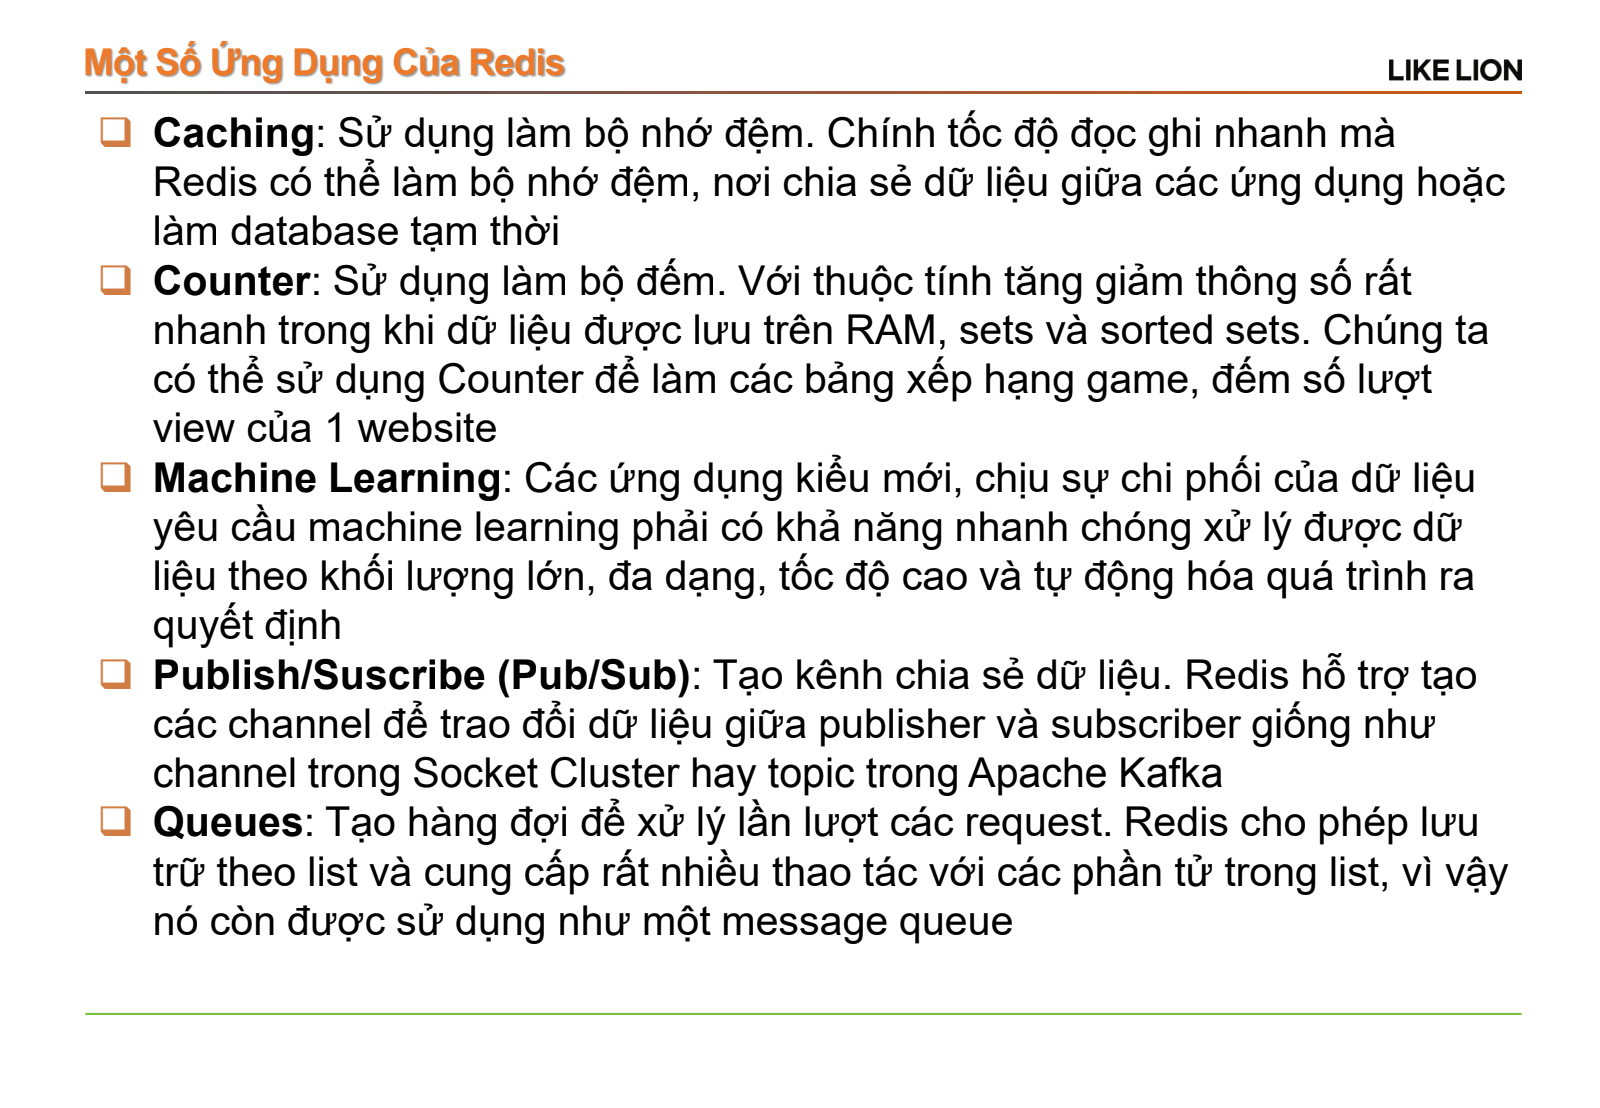 Một Số Ứng Dụng Của Redis
LIKE LION
Caching: Sử dụng làm bộ nhớ đệm. Chính tốc độ đọc ghi nhanh mà
Redis có thể làm bộ nhớ đệm, nơi chia sẻ dữ liệu giữa các ứng dụng hoặc
làm database tạm thời
Counter: Sử dụng làm bộ đếm. Với thuộc tính tăng giảm thông số rất
nhanh trong khi dữ liệu được lưu trên RAM, sets và sorted sets. Chúng ta
có thể sử dụng Counter để làm các bảng xếp hạng game, đếm số lượt
view của 1 website
Machine Learning: Các ứng dụng kiểu mới, chịu sự chi phối của dữ liệu
yêu cầu machine learning phải có khả năng nhanh chóng xử lý được dữ
liệu theo khối lượng lớn, đa dạng, tốc độ cao và tự động hóa quá trình ra
quyết định
Publish/Suscribe (Pub/Sub): Tạo kênh chia sẻ dữ liệu. Redis hỗ trợ tạo
các channel để trao đổi dữ liệu giữa publisher và subscriber giống như
channel trong Socket Cluster hay topic trong Apache Kafka
Queues: Tạo hàng đợi để xử lý lần lượt các request. Redis cho phép lưu
trữ theo list và cung cấp rất nhiều thao tác với các phần tử trong list, vì vậy
nó còn được sử dụng như một message queue